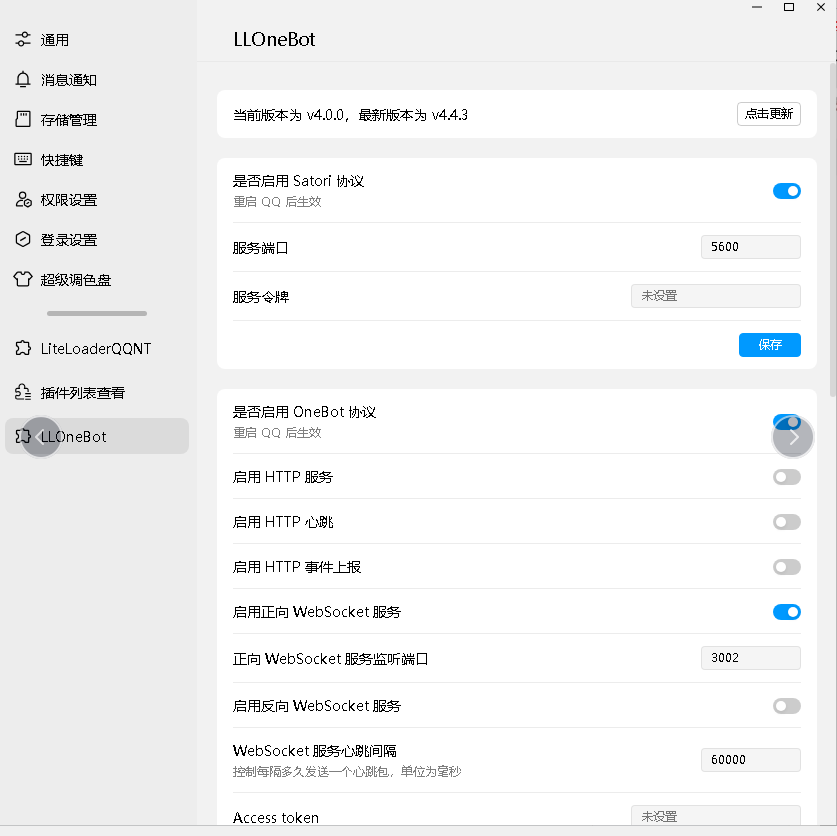 通用
消息通知
存储管理
快捷键
权限设置
登录设置
超级调色盘
LiteLoaderQQNT
插件列表查看
LLOneBot
LLOneBot
当前版本为 v4.0.0，最新版本为 v4.4.3
点击更新
是否启用 Satori 协议
重启 QQ 后生效
服务端口
5600
服务令牌
未设置
保存
是否启用 OneBot 协议
重启 QQ 后生效
启用 HTTP 服务
启用 HTTP 心跳
启用 HTTP 事件上报
启用正向 WebSocket 服务
正向 WebSocket 服务监听端口
3002
启用反向 WebSocket 服务
WebSocket 服务心跳间隔
控制每隔多久发送一个心跳包，单位为毫秒
60000
Access token
未设置